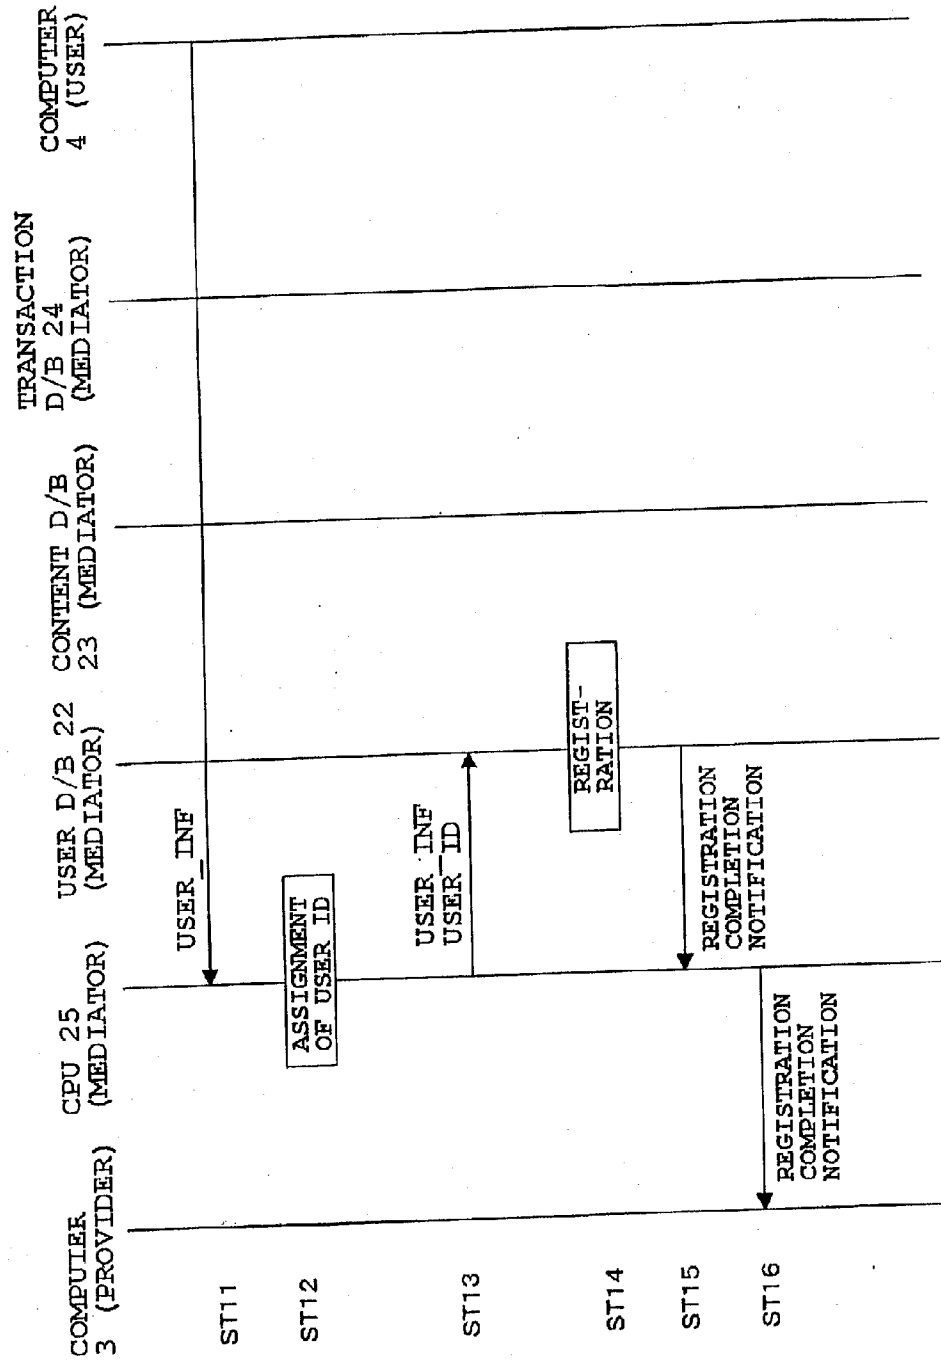 COMPUTER
3 (PROVIDER)
CPU 25
(MEDIATOR)
USER D/B 22
(MEDIATOR)
CONTENT D/B
23 (MEDIATOR)
TRANSACTION
D/B 24
(MEDIATOR)
COMPUTER
4 (USER)
ST11
USER_INF
ST12
ASSIGNMENT
OF USER ID
ST13
USER_INF
USER_ID
ST14
REGIST-
RATION
ST15
REGISTRATION
COMPLETION
NOTIFICATION
ST16
REGISTRATION
COMPLETION
NOTIFICATION